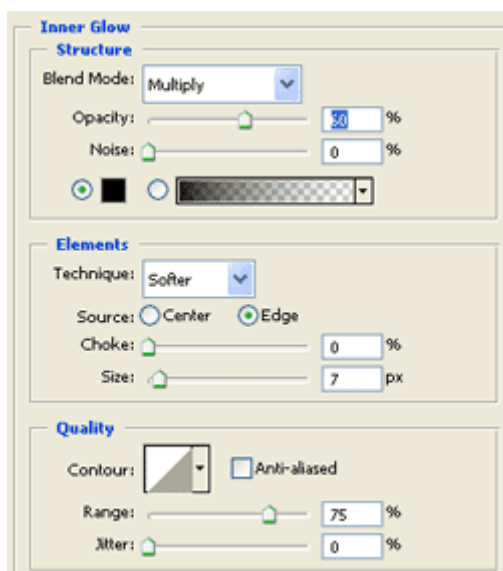 Inner Glow
Structure
Blend Mode: Multiply
Opacity: 60 %
Noise: 0 %
Elements
Technique: Softer
Source: Center Edge
Choke: 0 %
Size: 7 px
Quality
Contour: Anti-aliased
Range: 75 %
Jitter: 0 %